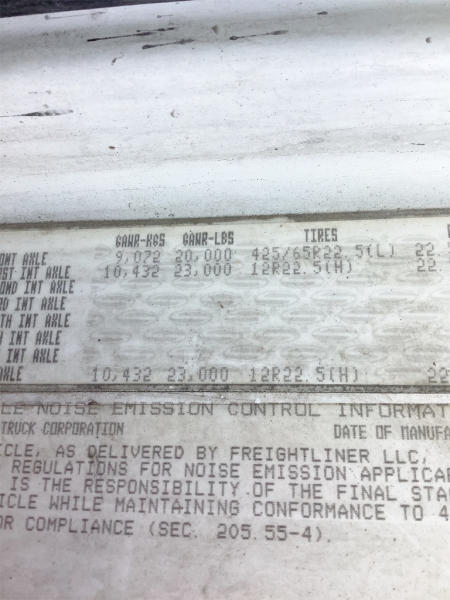 GAWR-KGS GAWR-LBS TIRES
ONT AXLE 9,072 20,000 425/65R22.5(L) 22
ST INT AXLE 10,432 23,000 12R22.5(H) 22.
OND INT AXLE
RD INT AXLE
TH INT AXLE
H INT AXLE
INT AXLE
AXLE 10,432 23,000 12R22.5(H) 22
LE NOISE EMISSION CONTROL INFORMAT
TRUCK CORPORATION DATE OF MANUFA
ICLE, AS DELIVERED BY FREIGHTLINER LLC,
REGULATIONS FOR NOISE EMISSION APPLICA
IS THE RESPONSIBILITY OF THE FINAL STA
ICLE WHILE MAINTAINING CONFORMANCE TO 4
OR COMPLIANCE (SEC. 205.55-4).